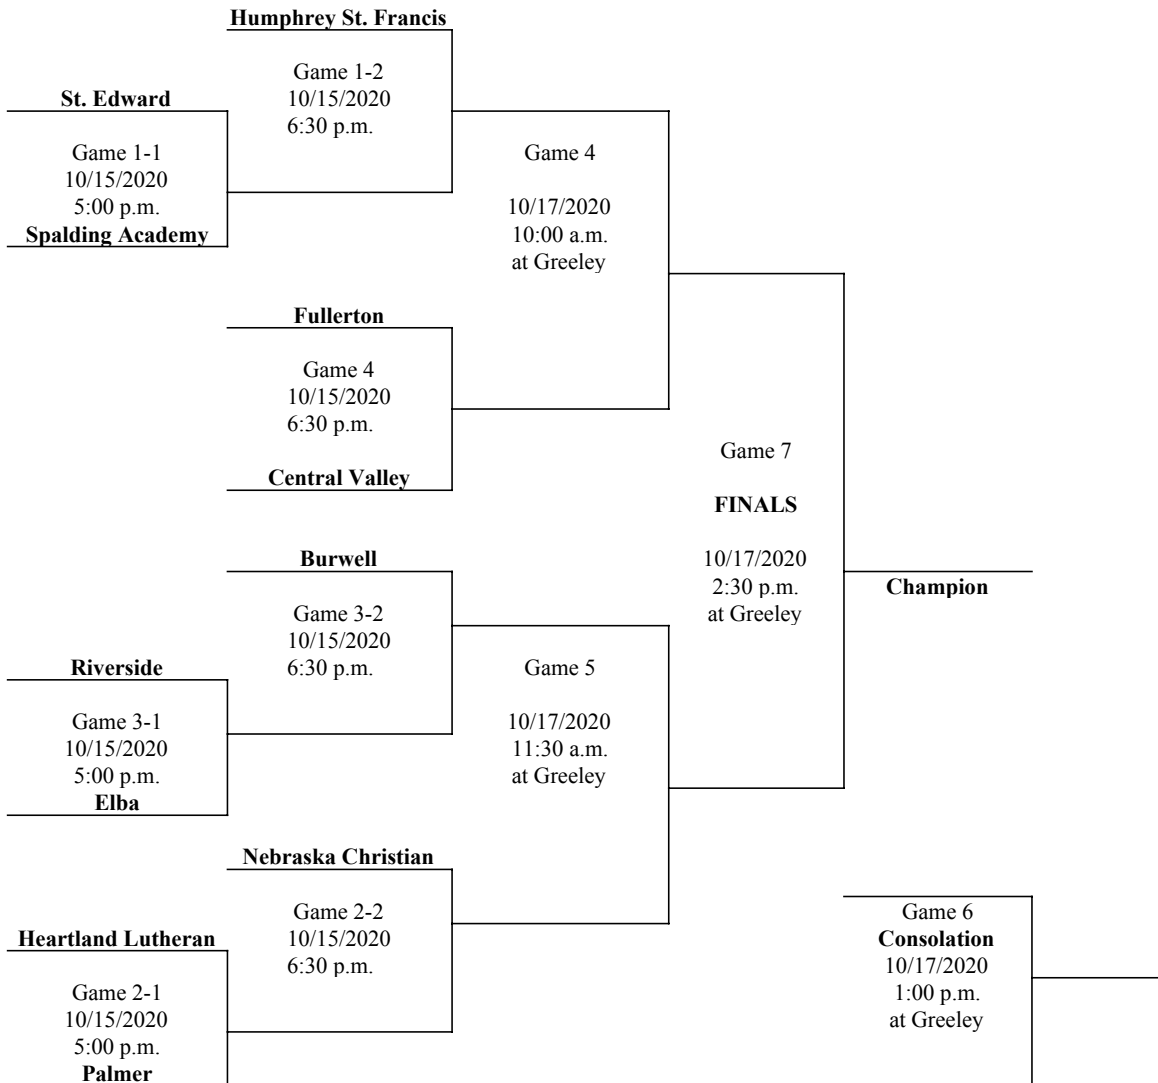 Humphrey St. Francis
Game 1-2
10/15/2020
6:30 p.m.
St. Edward
Game 1-1
10/15/2020
5:00 p.m.
Spalding Academy
Game 4
10/17/2020
10:00 a.m.
at Greeley
Fullerton
Game 4
10/15/2020
6:30 p.m.
Central Valley
Game 7
FINALS
10/17/2020
2:30 p.m.
at Greeley
Champion
Burwell
Game 3-2
10/15/2020
6:30 p.m.
Riverside
Game 3-1
10/15/2020
5:00 p.m.
Elba
Game 5
10/17/2020
11:30 a.m.
at Greeley
Nebraska Christian
Game 2-2
10/15/2020
6:30 p.m.
Heartland Lutheran
Game 2-1
10/15/2020
5:00 p.m.
Palmer
Game 6
Consolation
10/17/2020
1:00 p.m.
at Greeley